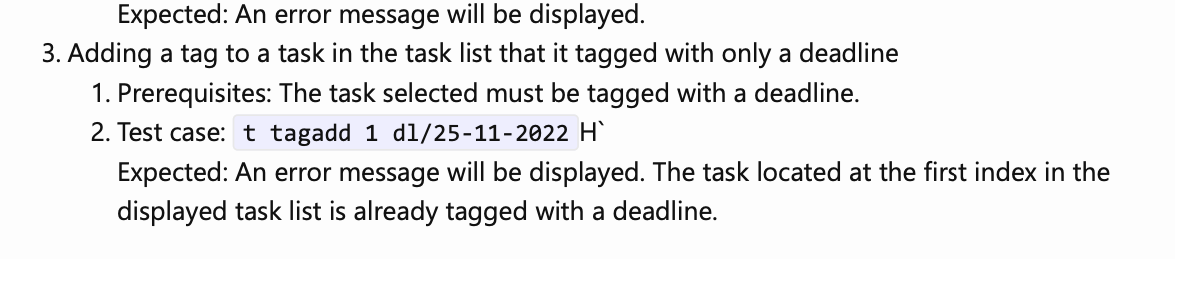 Expected: An error message will be displayed.
3. Adding a tag to a task in the task list that it tagged with only a deadline
1. Prerequisites: The task selected must be tagged with a deadline.
2. Test case: t tagadd 1 dl/25-11-2022 H`
Expected: An error message will be displayed. The task located at the first index in the
displayed task list is already tagged with a deadline.